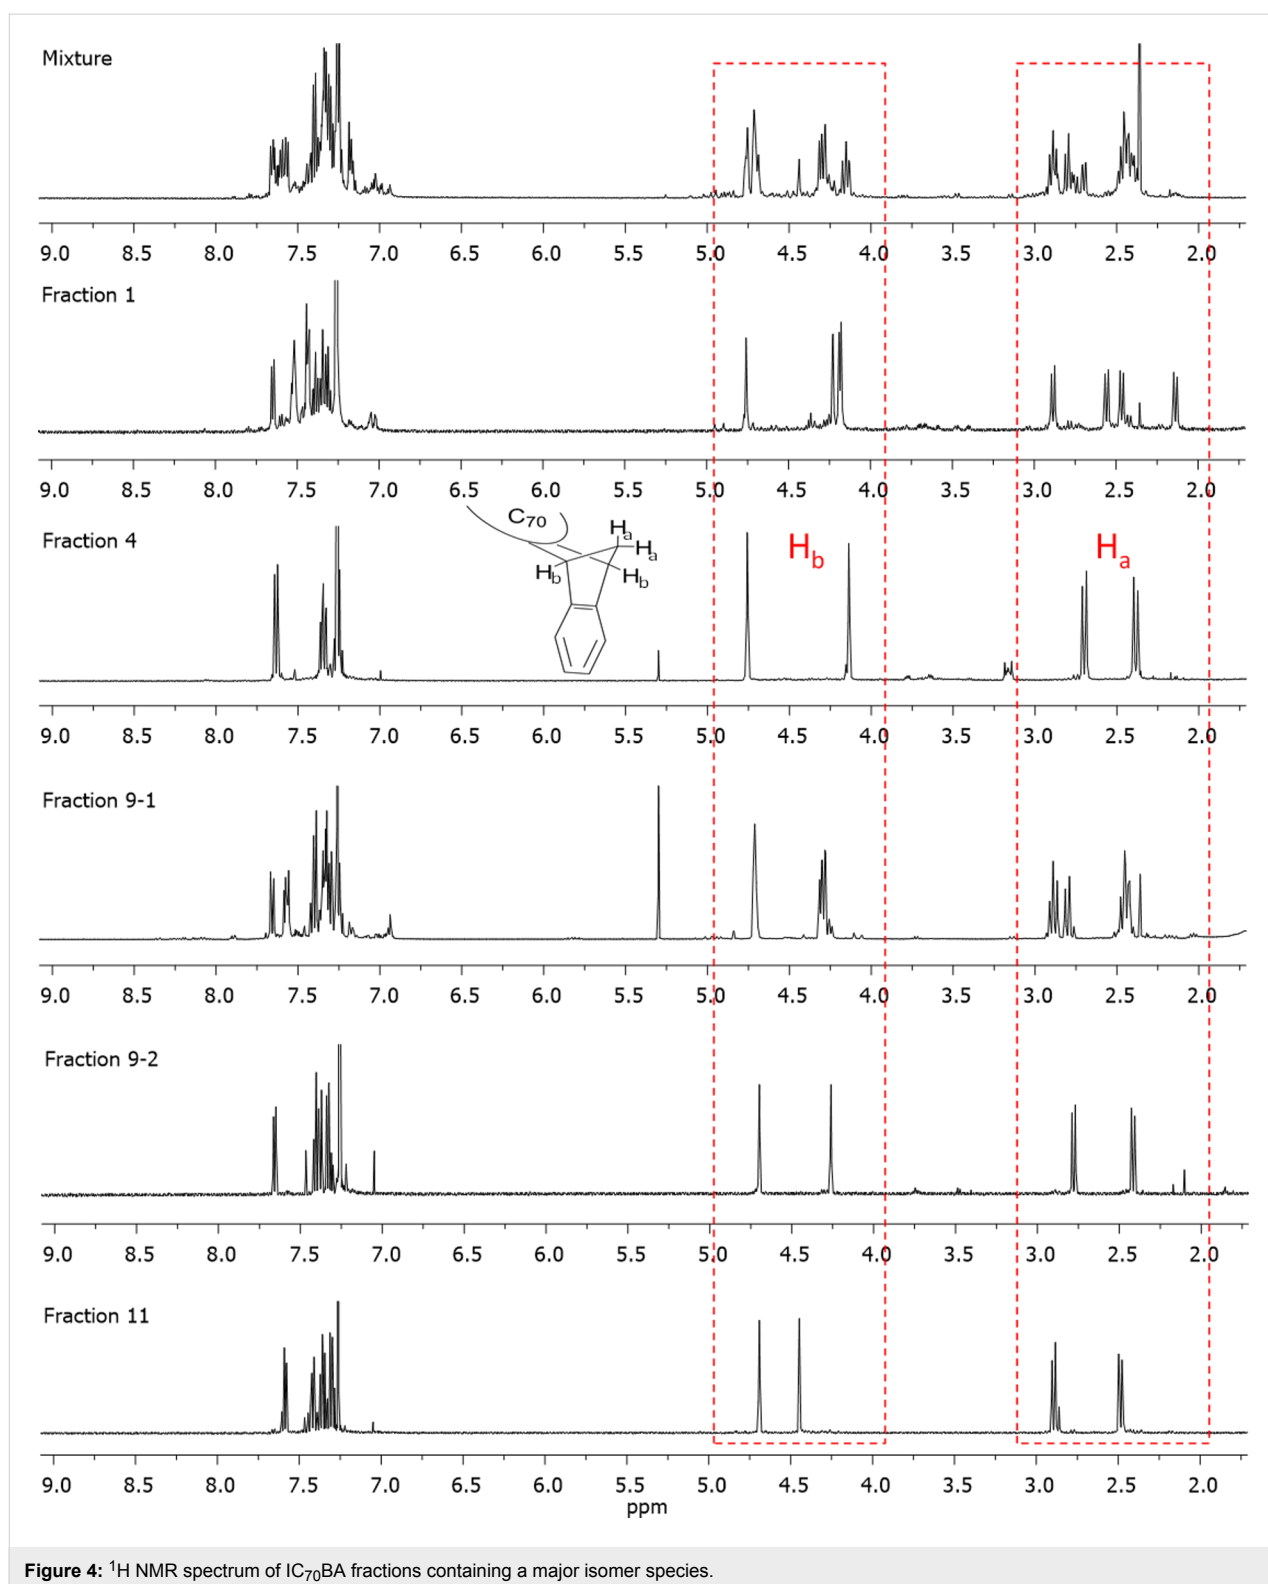 Mixture
9.0 8.5 8.0 7.5 7.0 6.5 6.0 5.5 5.0 4.5 4.0 3.5 3.0 2.5 2.0
Fraction 1
9.0 8.5 8.0 7.5 7.0 6.5 6.0 5.5 5.0 4.5 4.0 3.5 3.0 2.5 2.0
Fraction 4
C70
Ha
Ha
Hb
Hb
Hb
Ha
9.0 8.5 8.0 7.5 7.0 6.5 6.0 5.5 5.0 4.5 4.0 3.5 3.0 2.5 2.0
Fraction 9-1
9.0 8.5 8.0 7.5 7.0 6.5 6.0 5.5 5.0 4.5 4.0 3.5 3.0 2.5 2.0
Fraction 9-2
9.0 8.5 8.0 7.5 7.0 6.5 6.0 5.5 5.0 4.5 4.0 3.5 3.0 2.5 2.0
Fraction 11
9.0 8.5 8.0 7.5 7.0 6.5 6.0 5.5 5.0 4.5 4.0 3.5 3.0 2.5 2.0
ppm
Figure 4: ¹H NMR spectrum of IC₇₀BA fractions containing a major isomer species.